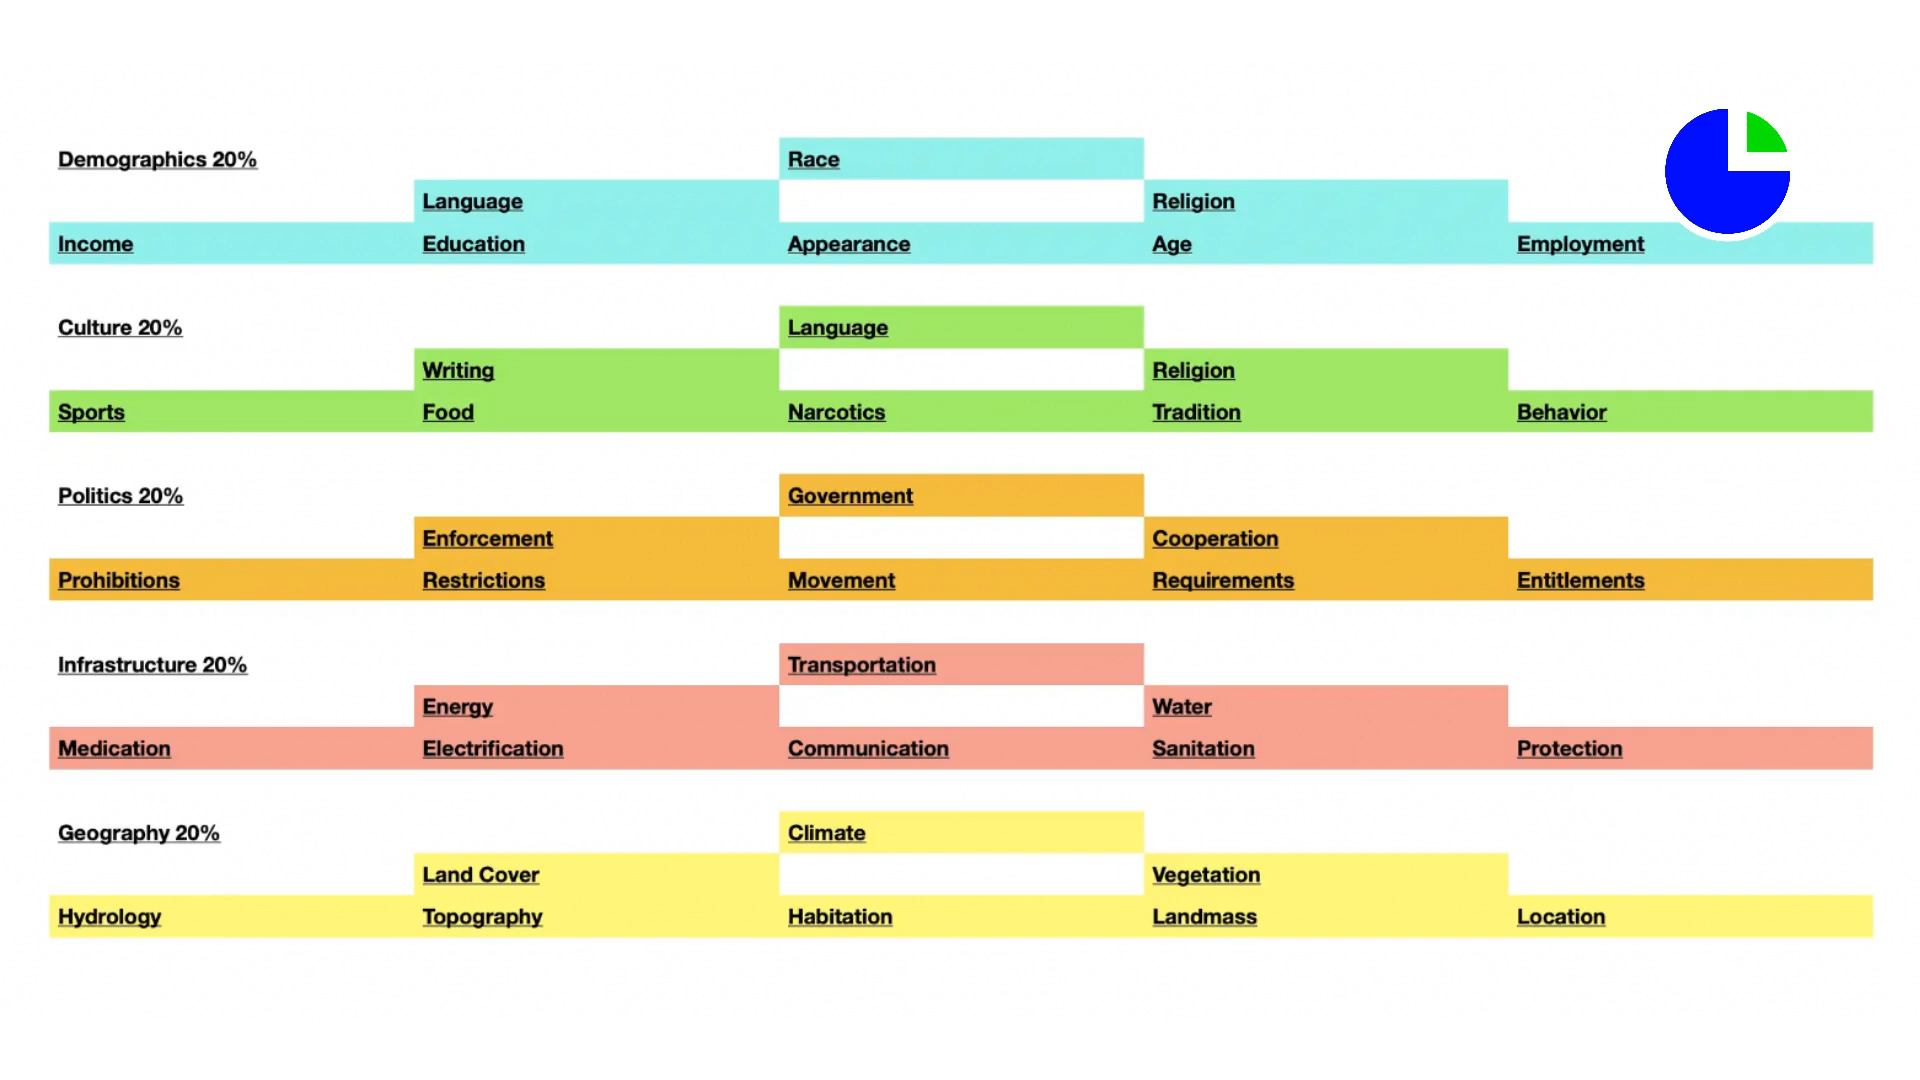 Demographics 20% Race
Language Religion
Income Education Appearance Age Employment
Culture 20% Language
Writing Religion
Sports Food Narcotics Tradition Behavior
Politics 20% Government
Enforcement Cooperation
Prohibitions Restrictions Movement Requirements Entitlements
Infrastructure 20% Transportation
Energy Water
Medication Electrification Communication Sanitation Protection
Geography 20% Climate
Land Cover Vegetation
Hydrology Topography Habitation Landmass Location